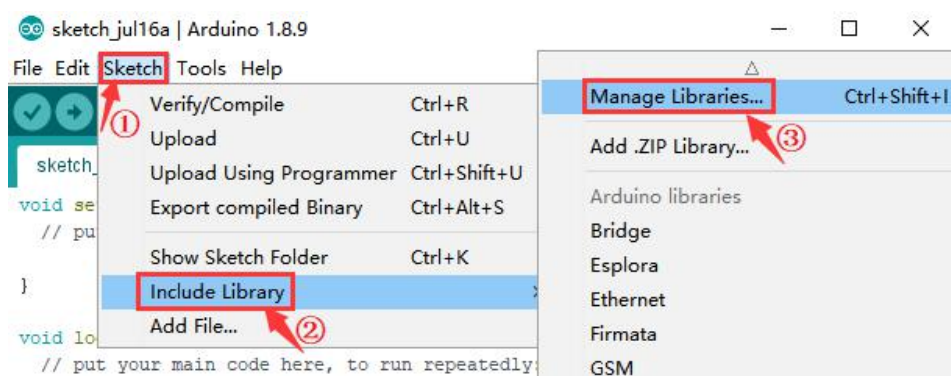 sketch_jul16a | Arduino 1.8.9
File Edit Sketch Tools Help
①
Verify/Compile Ctrl+R
Upload Ctrl+U
Upload Using Programmer Ctrl+Shift+U
Export compiled Binary Ctrl+Alt+S
Show Sketch Folder Ctrl+K
Include Library
Add File...
②
Manage Libraries... Ctrl+Shift+I
③
Add .ZIP Library...
Arduino libraries
Bridge
Esplora
Ethernet
Firmata
GSM
sketch_
void se
// pu
}
void lo
// put your main code here, to run repeatedly: